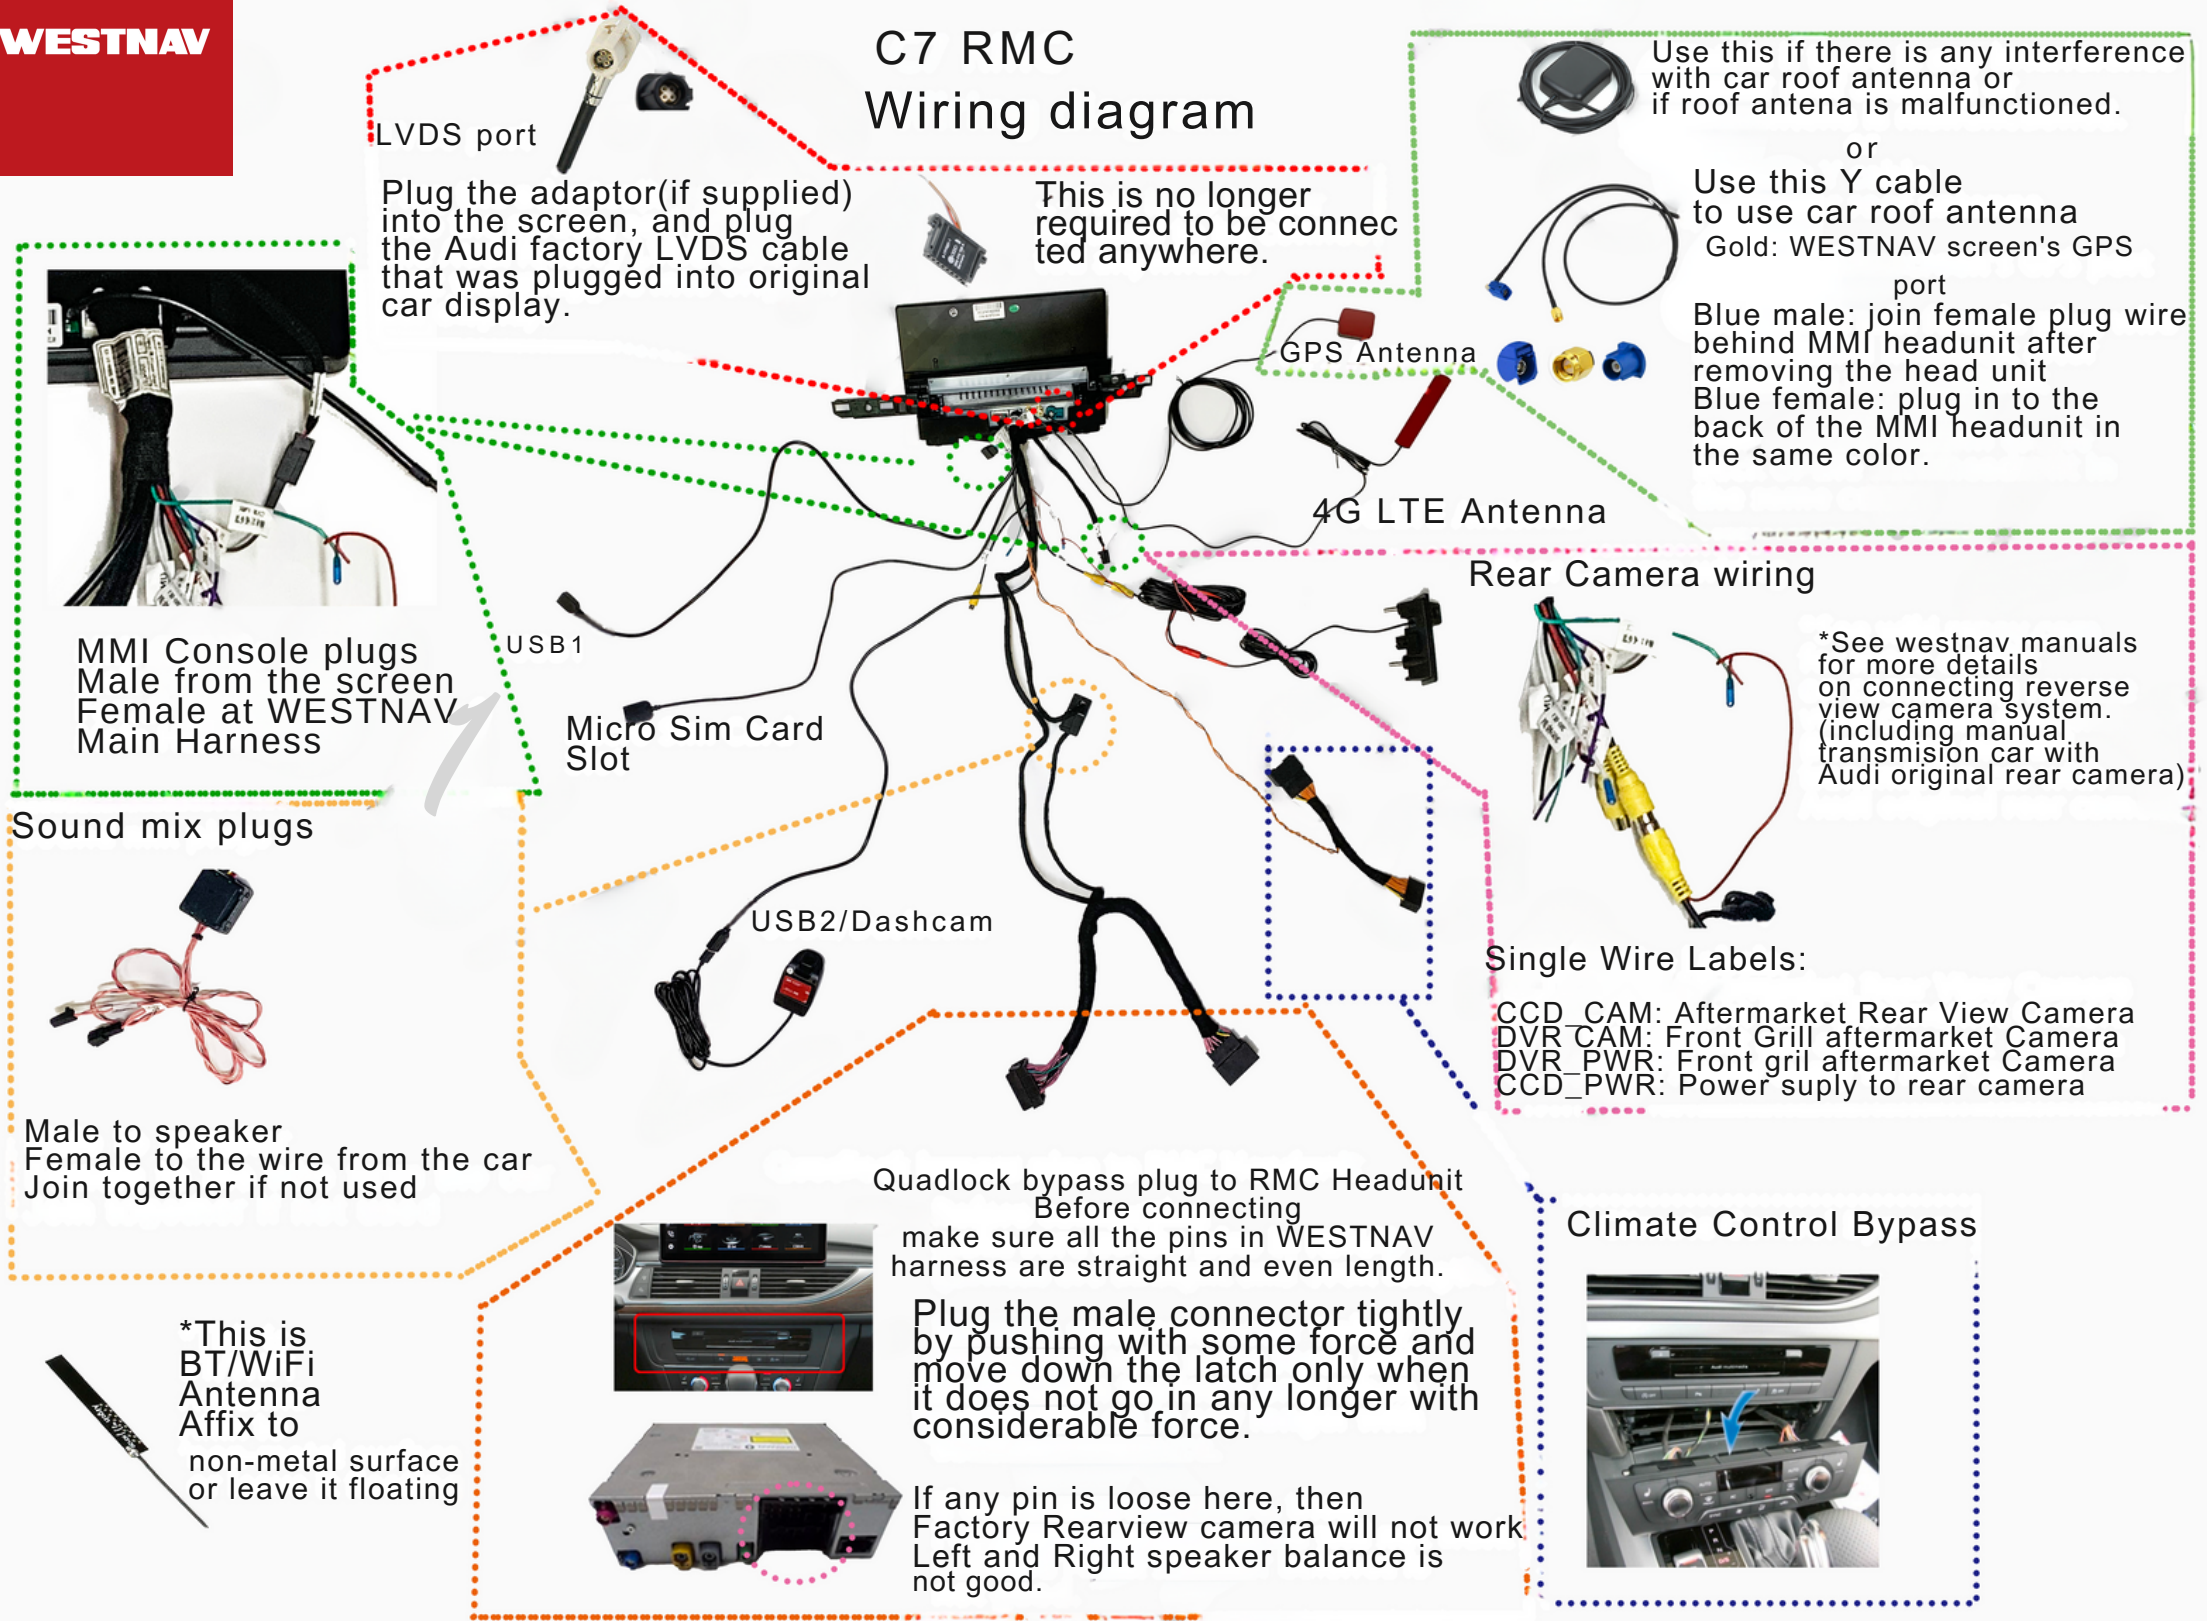 WESTNAV
C7 RMC
Wiring diagram
LVDS port
Plug the adaptor(if supplied)
into the screen, and plug
the Audi factory LVDS cable
that was plugged into original
car display.
This is no longer
required to be connec
ted anywhere.
Use this if there is any interference
with car roof antenna or
if roof antena is malfunctioned.
or
Use this Y cable
to use car roof antenna
Gold: WESTNAV screen's GPS
port
Blue male: join female plug wire
behind MMI headunit after
removing the head unit
Blue female: plug in to the
back of the MMI headunit in
the same color.
GPS Antenna
4G LTE Antenna
MMI Console plugs
Male from the screen
Female at WESTNAV
Main Harness
USB1
Micro Sim Card
Slot
Rear Camera wiring
*See westnav manuals
for more details
on connecting reverse
view camera system.
(including manual
transmision car with
Audi original rear camera)
Sound mix plugs
Male to speaker
Female to the wire from the car
Join together if not used
USB2/Dashcam
Single Wire Labels:
CCD_CAM: Aftermarket Rear View Camera
DVR CAM: Front Grill aftermarket Camera
DVR_PWR: Front gril aftermarket Camera
CCD_PWR: Power suply to rear camera
Quadlock bypass plug to RMC Headunit
Before connecting
make sure all the pins in WESTNAV
harness are straight and even length.
Plug the male connector tightly
by pushing with some force and
move down the latch only when
it does not go in any longer with
considerable force.
If any pin is loose here, then
Factory Rearview camera will not work
Left and Right speaker balance is
not good.
Climate Control Bypass
*This is
BT/WiFi
Antenna
Affix to
non-metal surface
or leave it floating